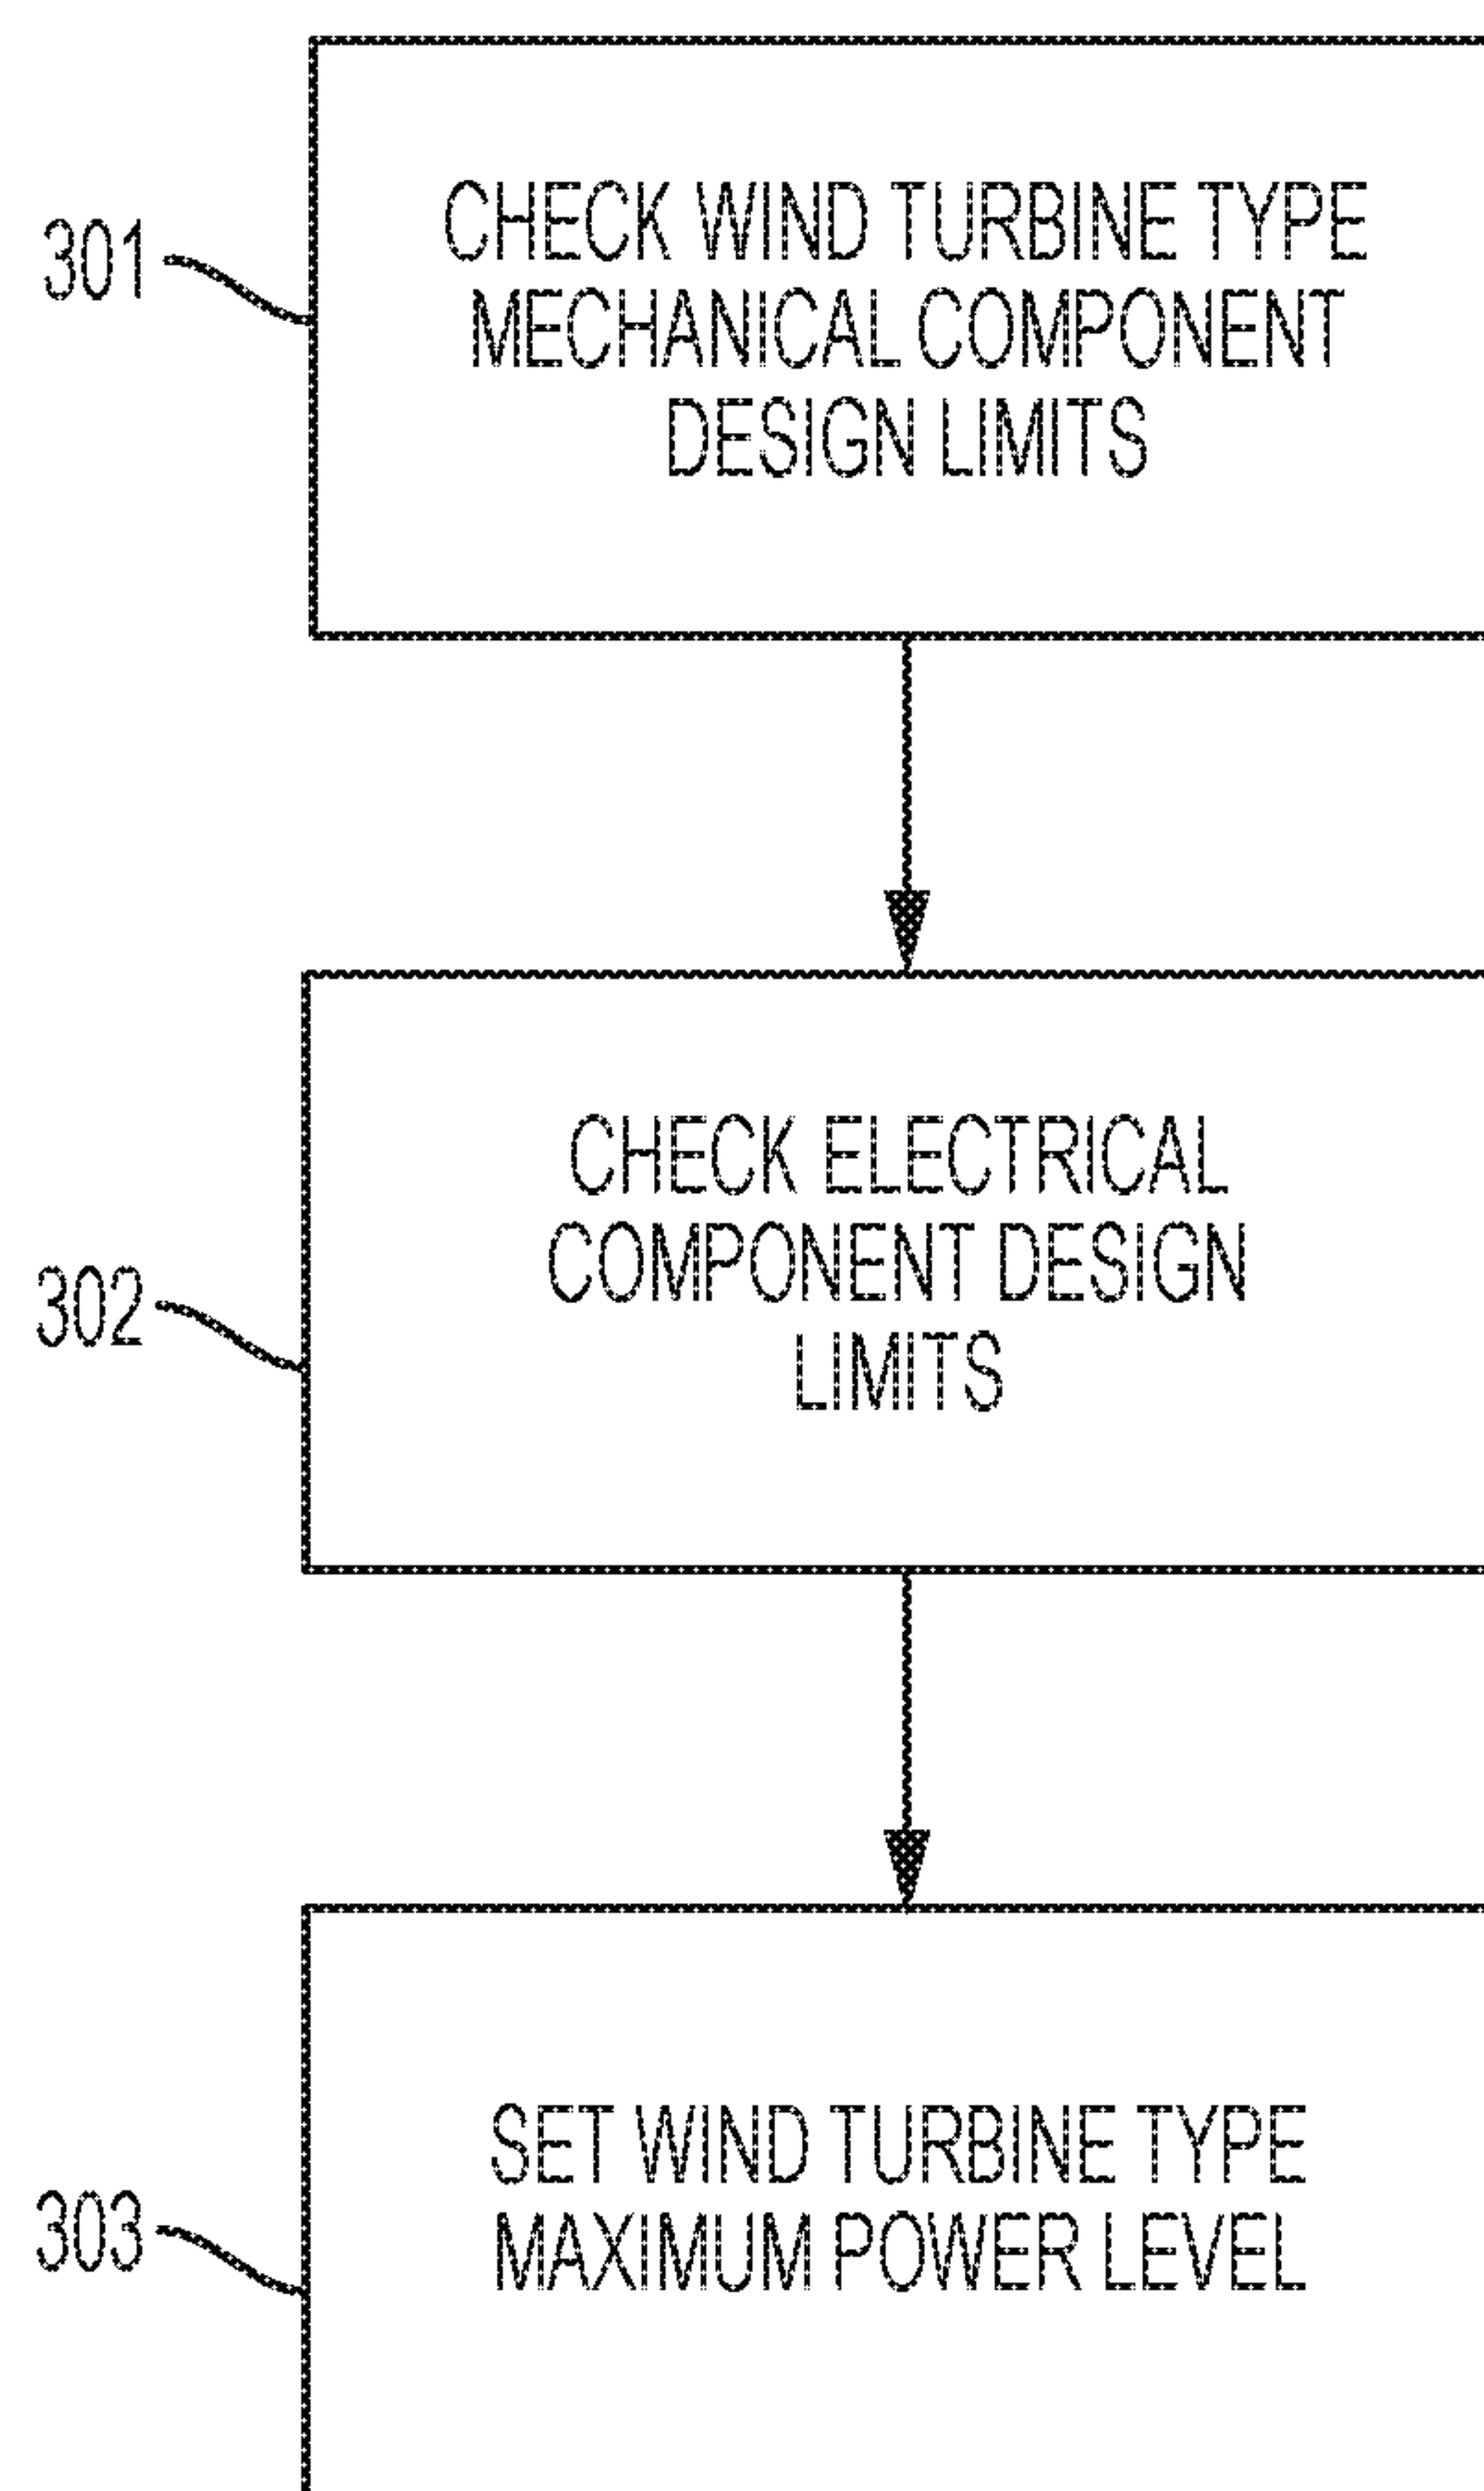 301
CHECK WIND TURBINE TYPE
MECHANICAL COMPONENT
DESIGN LIMITS
302
CHECK ELECTRICAL
COMPONENT DESIGN
LIMITS
303
SET WIND TURBINE TYPE
MAXIMUM POWER LEVEL